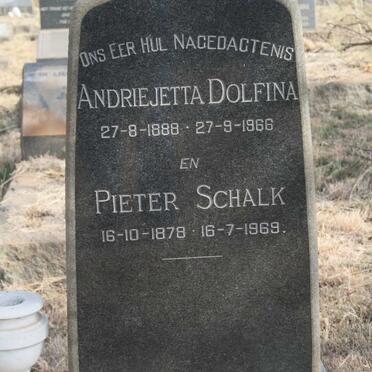 ONS EER HUL NAGEDAGTENIS
ANDRIEJETTA DOLFINA
27-8-1888 · 27-9-1966
EN
PIETER SCHALK
16-10-1878 · 16-7-1969.